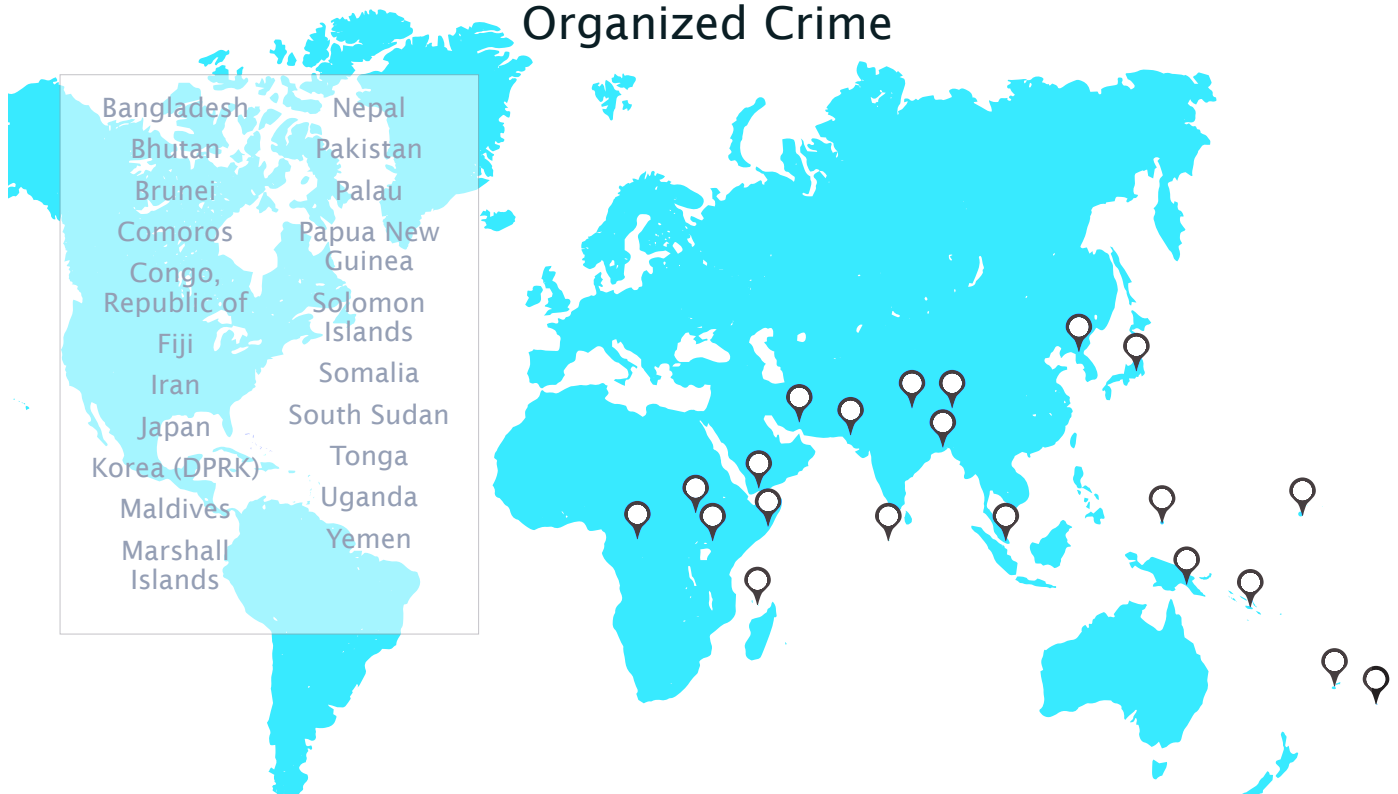 Organized Crime
Bangladesh
Bhutan
Brunei
Comoros
Congo,
Republic of
Fiji
Iran
Japan
Korea (DPRK)
Maldives
Marshall
Islands
Nepal
Pakistan
Palau
Papua New
Guinea
Solomon
Islands
Somalia
South Sudan
Tonga
Uganda
Yemen